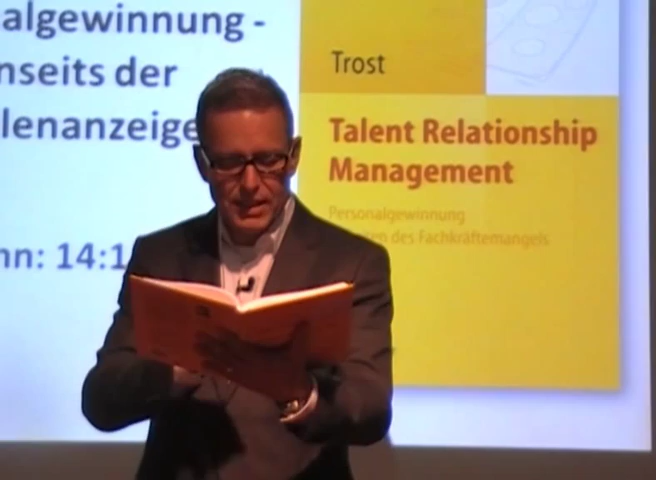 algewinnung -
nseits der
lenanzeige
nn: 14:1
Trost
Talent Relationship
Management
Personalgewinnung
des Fachkräftemangels